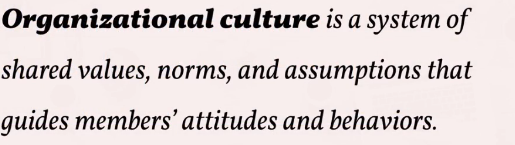 Organizational culture is a system of
shared values, norms, and assumptions that
guides members’ attitudes and behaviors.